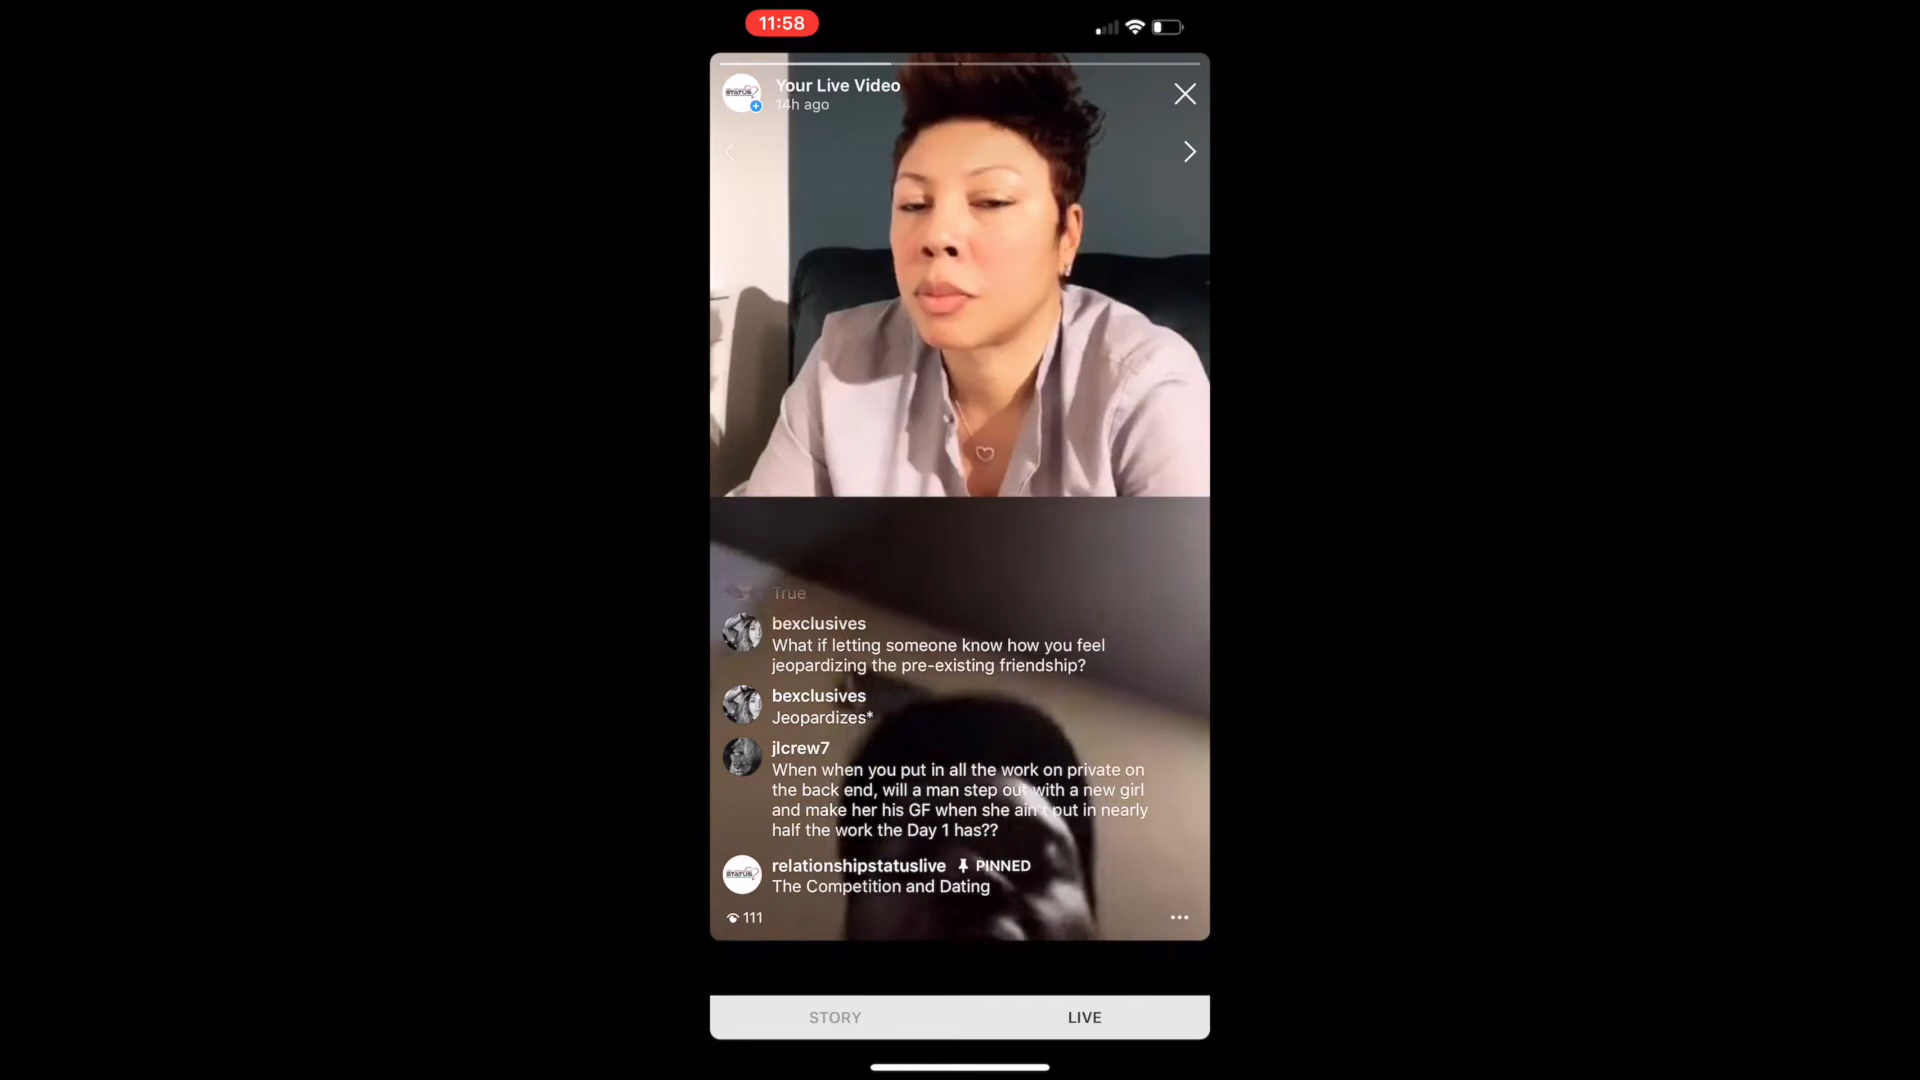 11:58
Your Live Video
14h ago
STATUS
True
bexclusives
What if letting someone know how you feel
jeopardizing the pre-existing friendship?
bexclusives
Jeopardizes*
jlcrew7
When when you put in all the work on private on
the back end, will a man step out with a new girl
and make her his GF when she ain't put in nearly
half the work the Day 1 has??
relationshipstatuslive PINNED
STATUS
The Competition and Dating
111
STORY LIVE